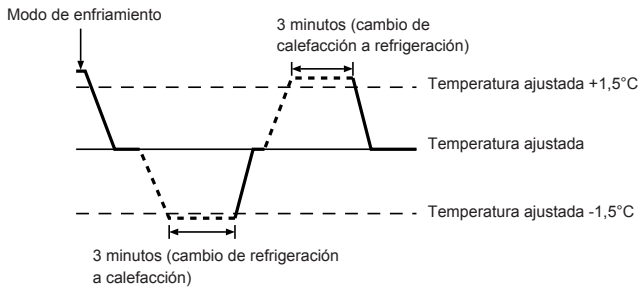 Modo de enfriamiento
3 minutos (cambio de
calefacción a refrigeración)
Temperatura ajustada +1,5°C
Temperatura ajustada
Temperatura ajustada -1,5°C
3 minutos (cambio de refrigeración
a calefacción)